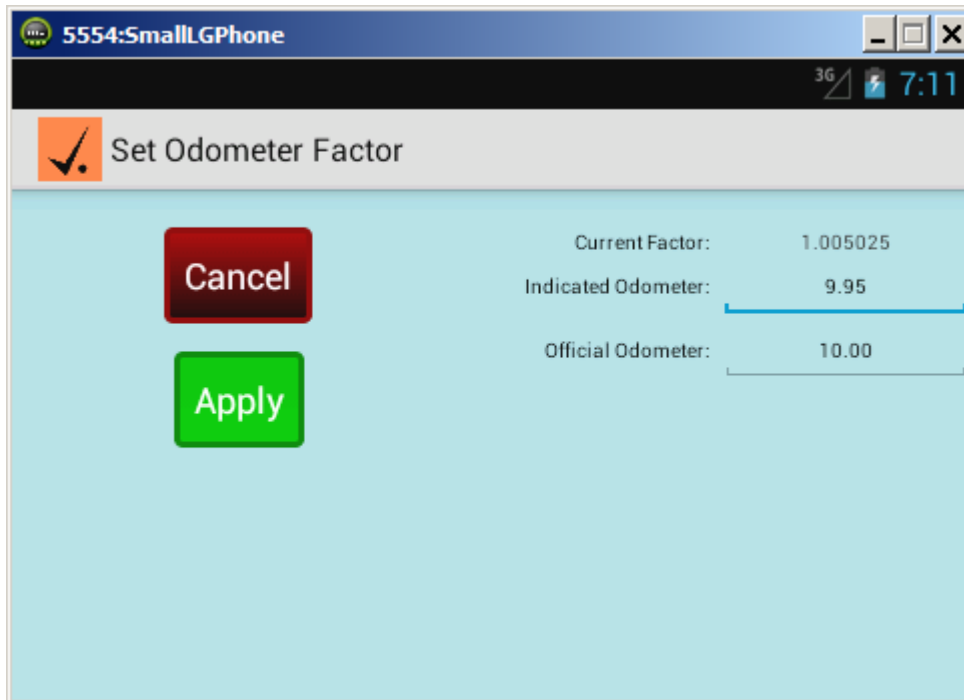 5554:SmallLGPhone
3G 7:11
Set Odometer Factor
Cancel
Apply
Current Factor: 1.005025
Indicated Odometer: 9.95
Official Odometer: 10.00